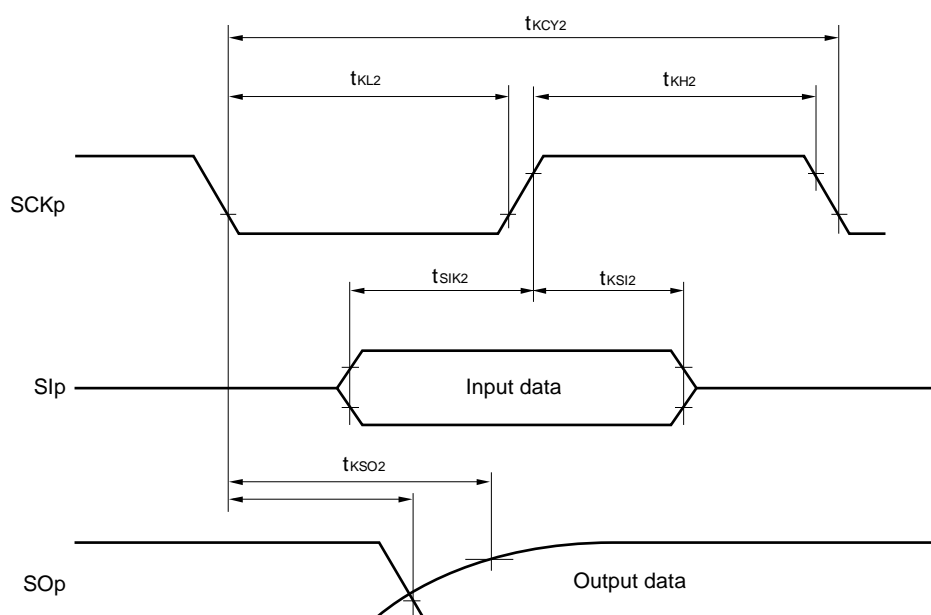 tKCY2
tKL2
tKH2
SCKp
tSIK2
tKSI2
SIp
Input data
tKSO2
SOp
Output data